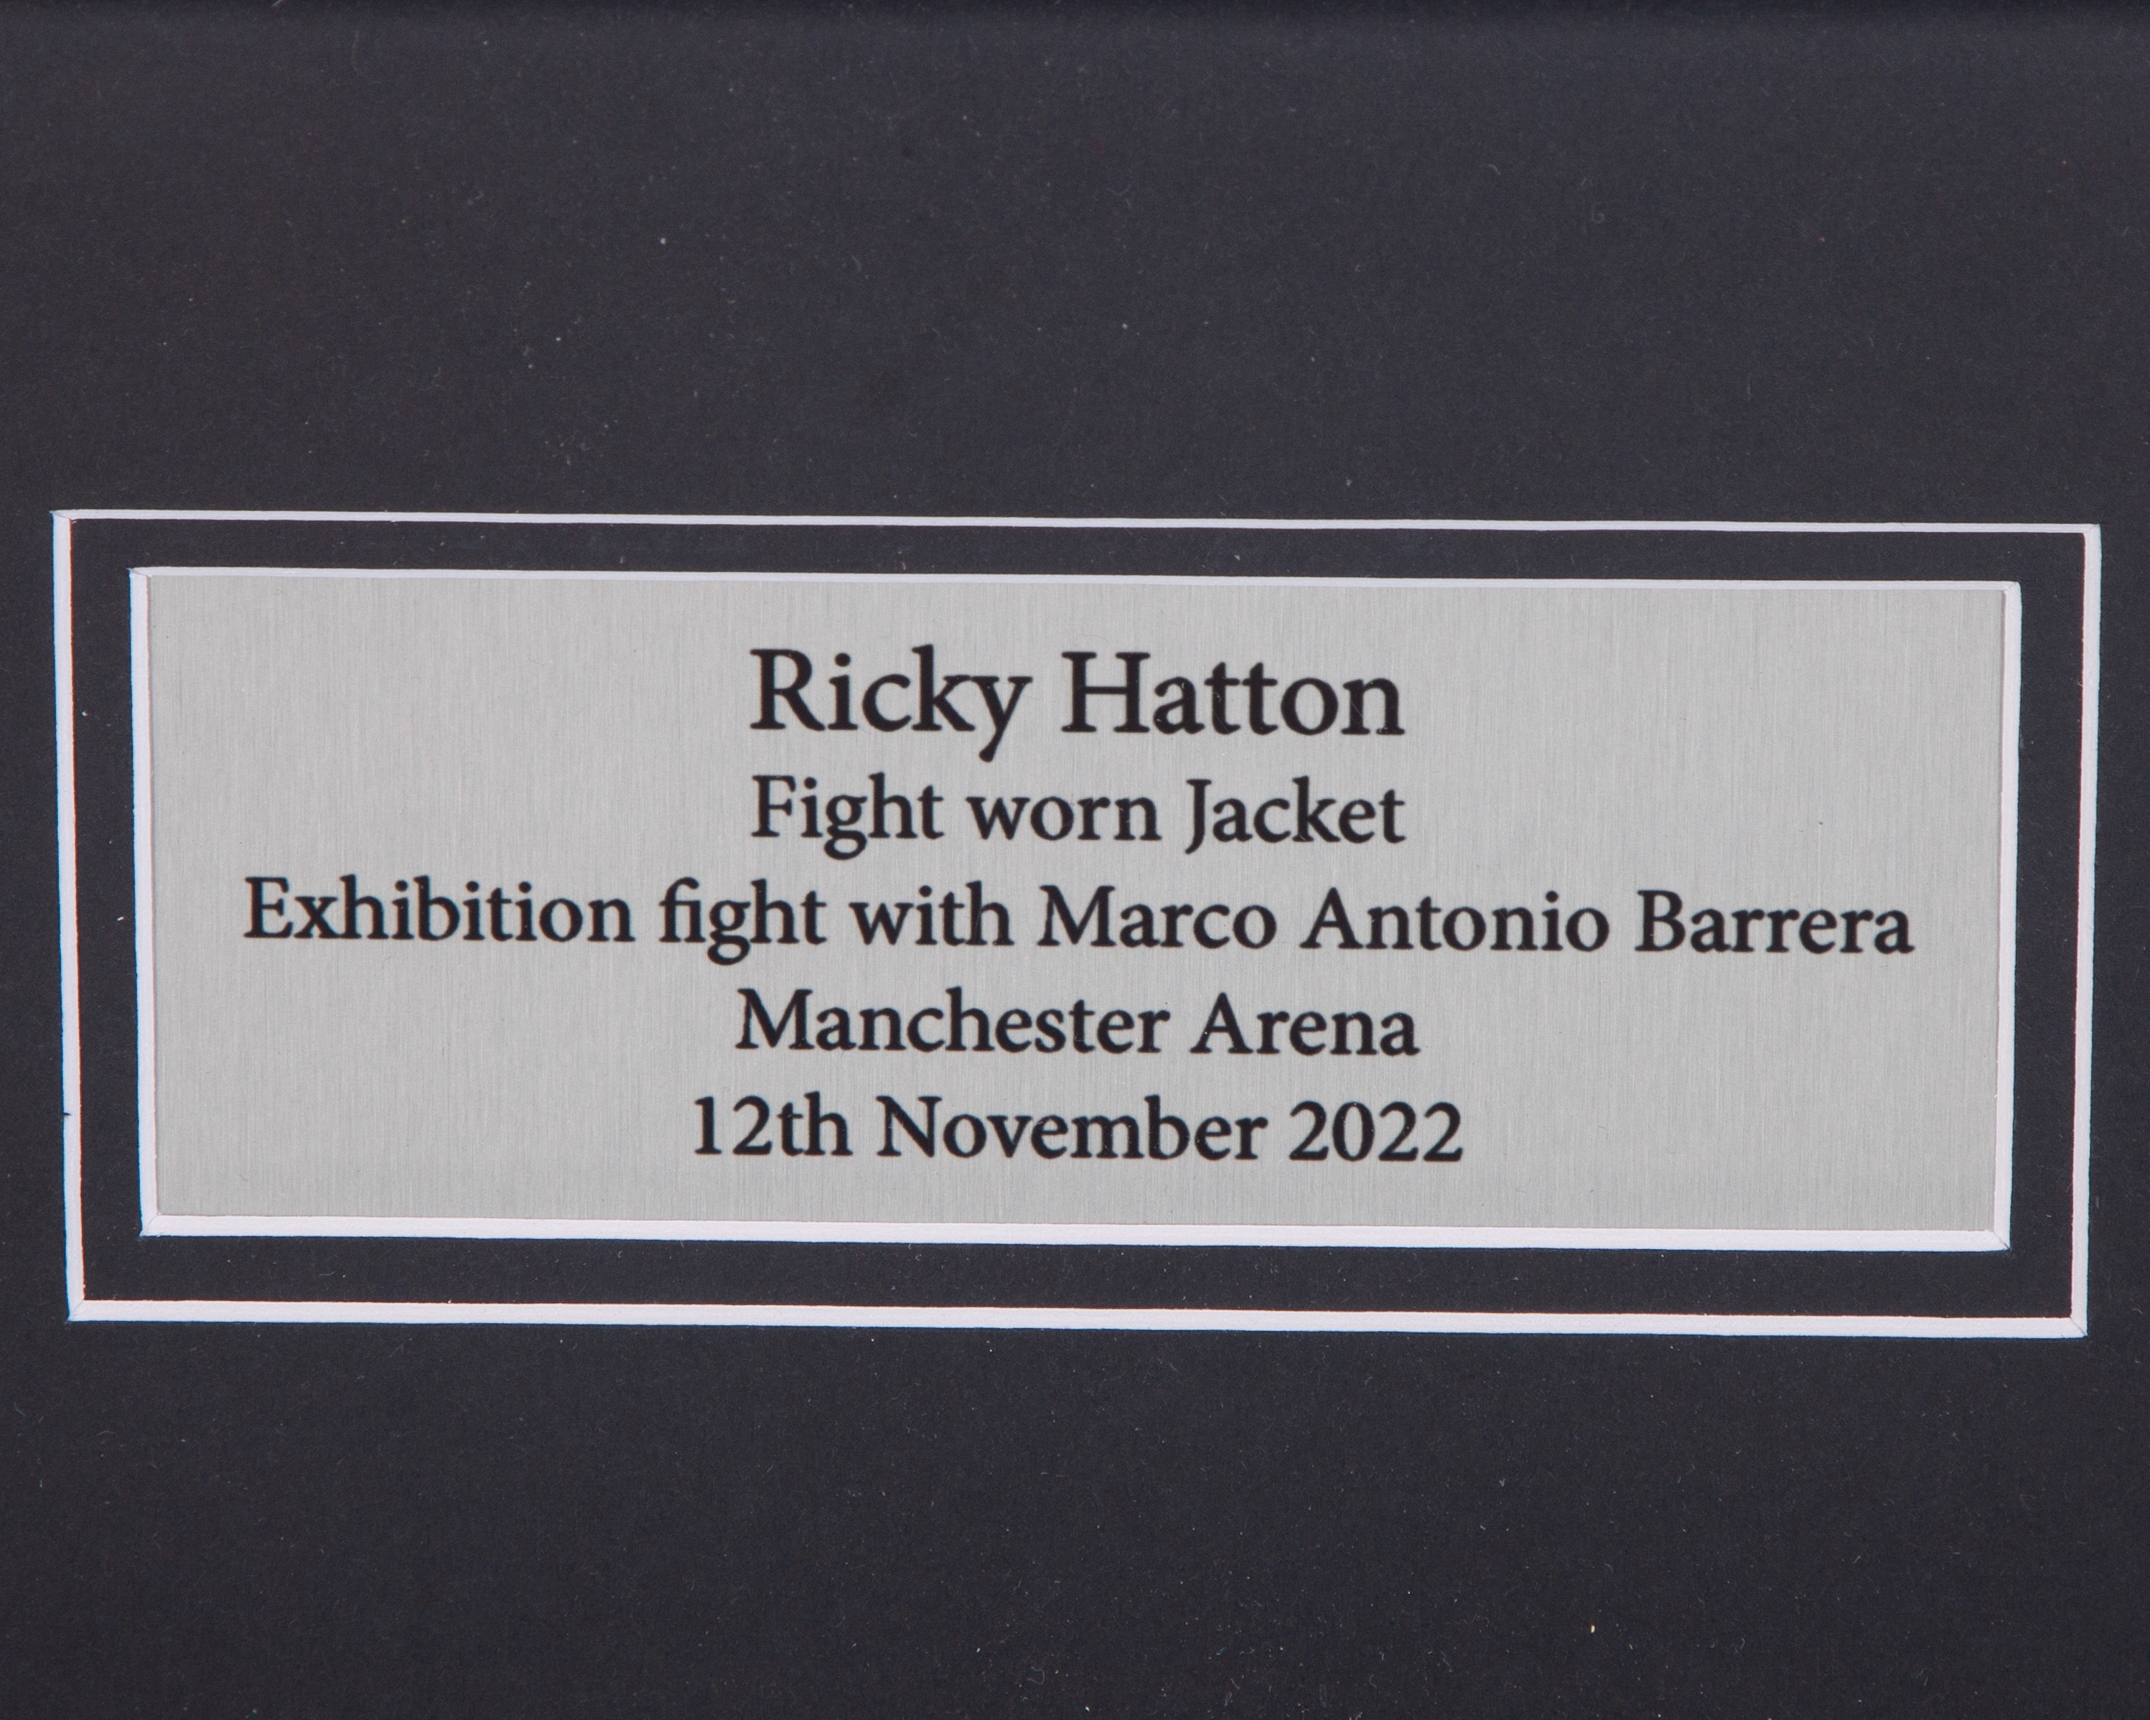 Ricky Hatton
Fight worn Jacket
Exhibition fight with Marco Antonio Barrera
Manchester Arena
12th November 2022